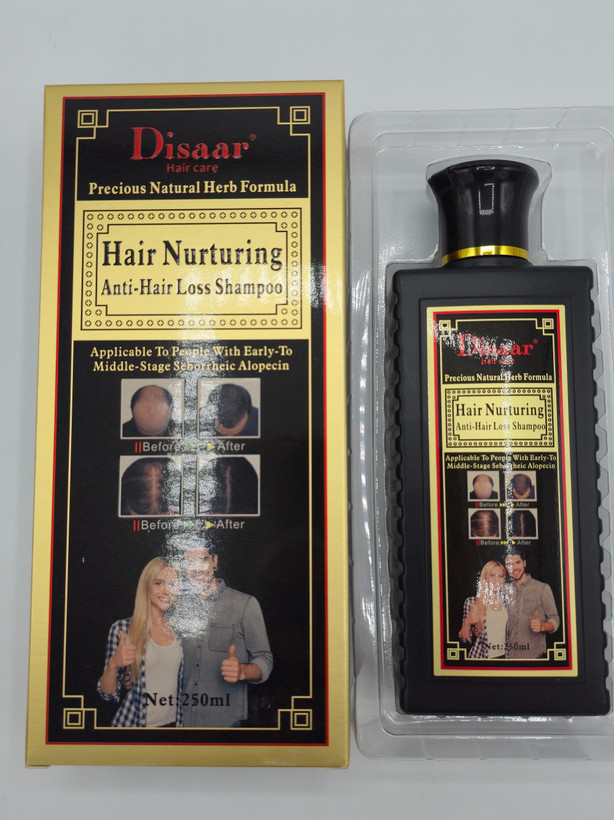 Disaar®
Hair care
Precious Natural Herb Formula
Hair Nurturing
Anti-Hair Loss Shampoo
Applicable To People With Early-To
Middle-Stage Seborrheic Alopecin
Before After
Before After
Net:250ml
Disaar®
Hair care
Precious Natural Herb Formula
Hair Nurturing
Anti-Hair Loss Shampoo
Applicable To People With Early-To
Middle-Stage Seborrheic Alopecin
Before After
Before After
Net:250ml